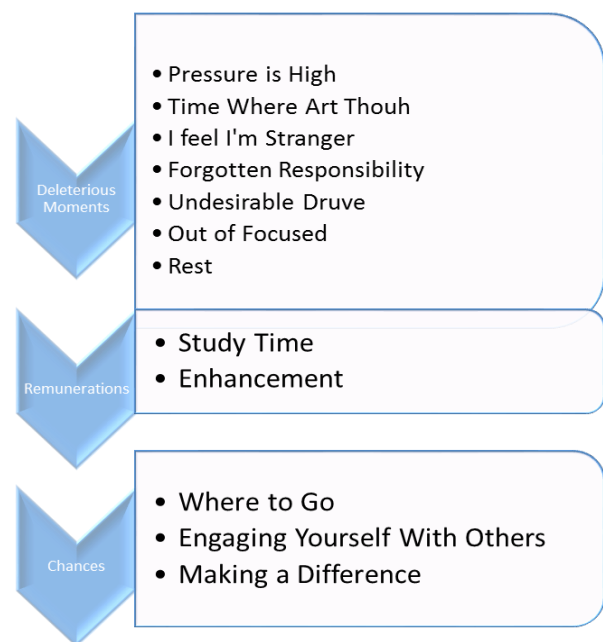 Deleterious
Moments
• Pressure is High
• Time Where Art Thouh
• I feel I'm Stranger
• Forgotten Responsibility
• Undesirable Druve
• Out of Focused
• Rest
Remunerations
• Study Time
• Enhancement
Chances
• Where to Go
• Engaging Yourself With Others
• Making a Difference